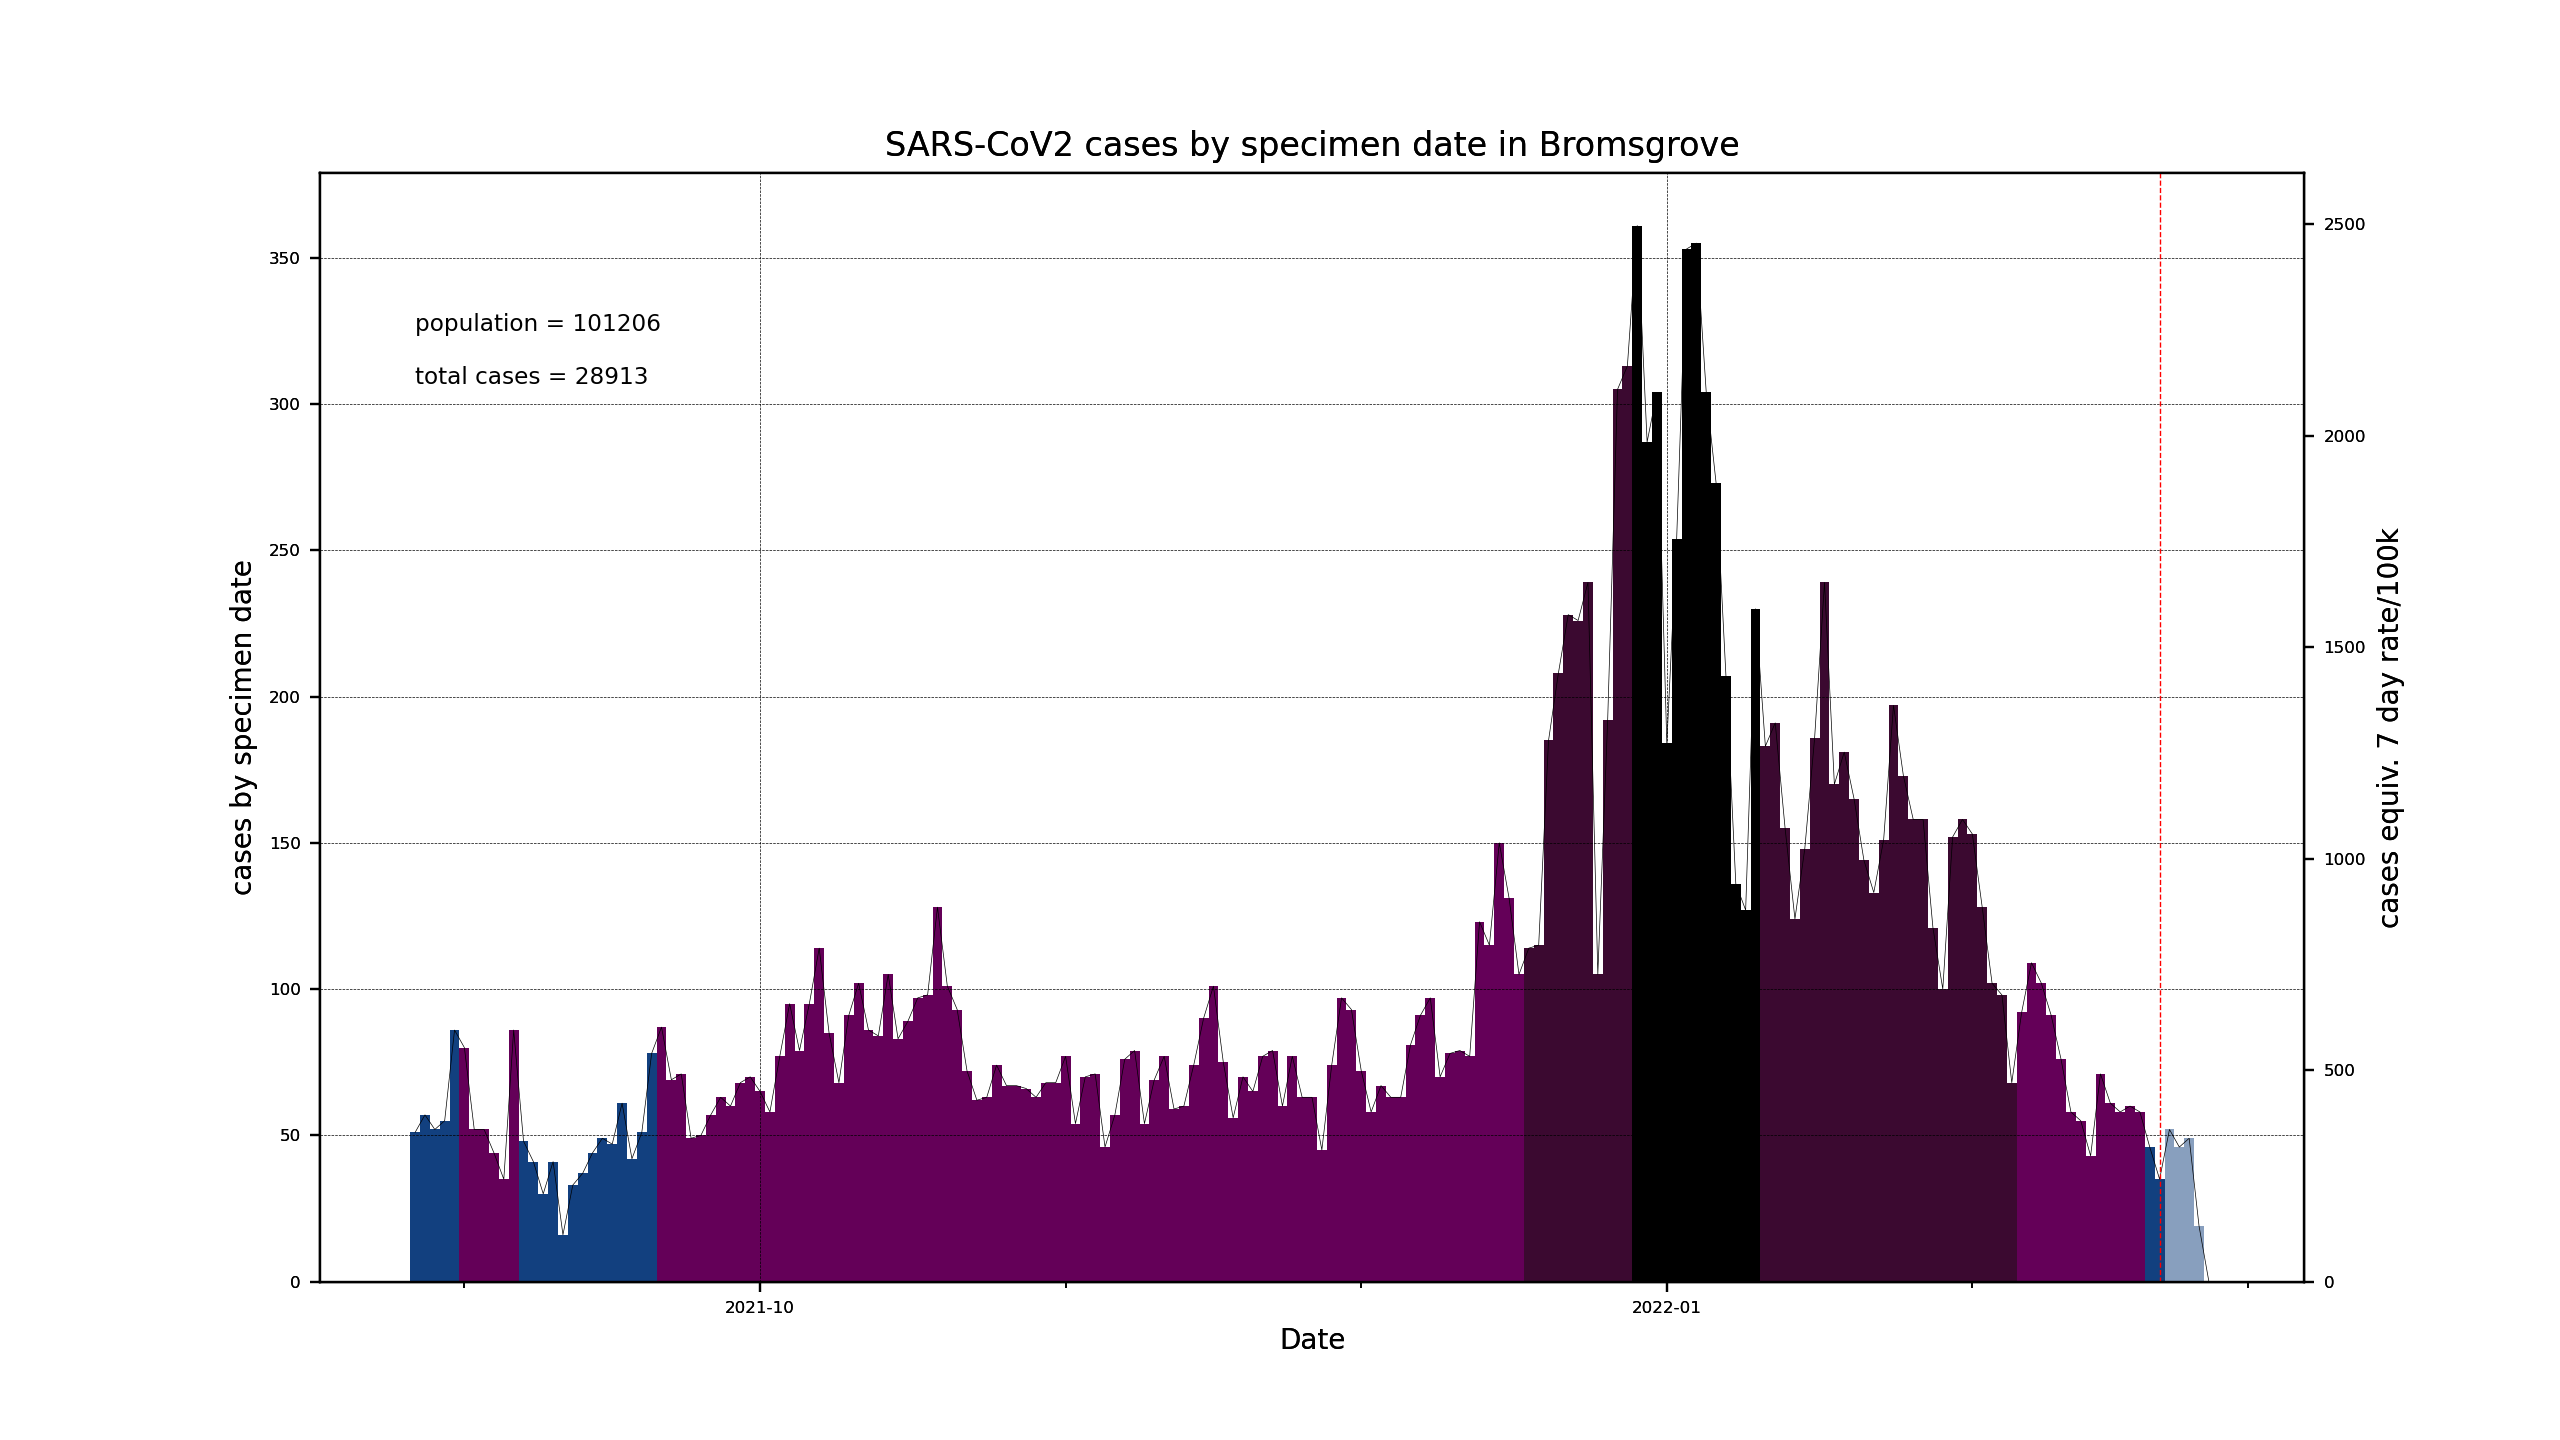 SARS-CoV2 cases by specimen date in Bromsgrove
population = 101206
total cases = 28913
cases by specimen date
350
300
250
200
150
100
50
0
2500
2000
1500
1000
500
0
cases equiv. 7 day rate/100k
2021-10
2022-01
Date